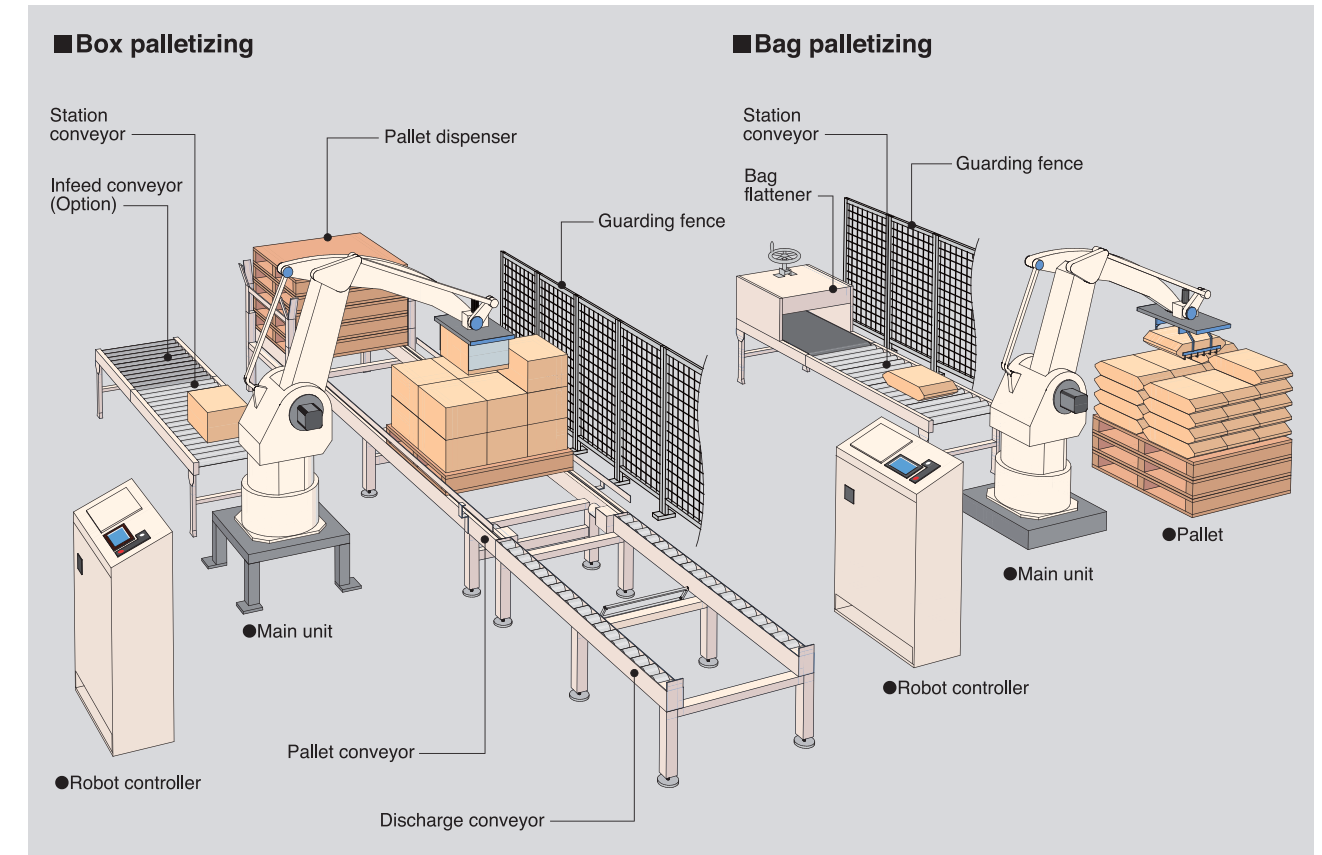 ■Box palletizing
Station
conveyor
Pallet dispenser
Infeed conveyor
(Option)
Guarding fence
●Main unit
●Robot controller
Pallet conveyor
Discharge conveyor
■Bag palletizing
Station
conveyor
Guarding fence
Bag
flattener
●Pallet
●Main unit
●Robot controller